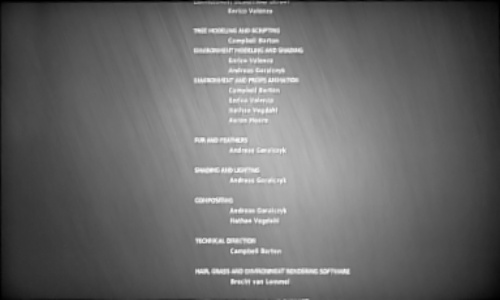 Enrico Valenza
TREE MODELING AND SCRIPTING
Campbell Barton
ENVIRONMENT MODELING AND SHADING
Enrico Valenza
Andreas Goralczyk
ENVIRONMENT AND PROPS ANIMATION
Campbell Barton
Enrico Valenza
Nathan Vegdahl
FUR AND FEATHERS
Andreas Goralczyk
SHADING AND LIGHTING
Andreas Goralczyk
COMPOSITING
Andreas Goralczyk
Nathan Vegdahl
TECHNICAL DIRECTION
Campbell Barton
HAIR, GRASS AND ENVIRONMENT RENDERING SOFTWARE
Brecht van Lommel